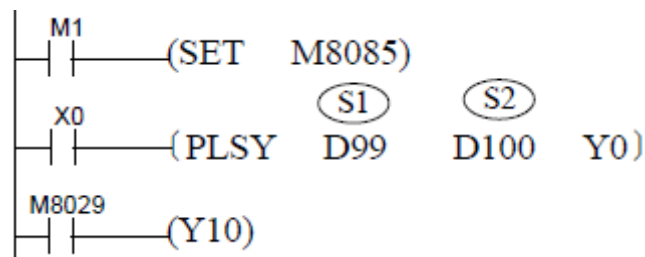 M1
(SET M8085)
S1 S2
X0
(PLSY D99 D100 Y0)
M8029
(Y10)